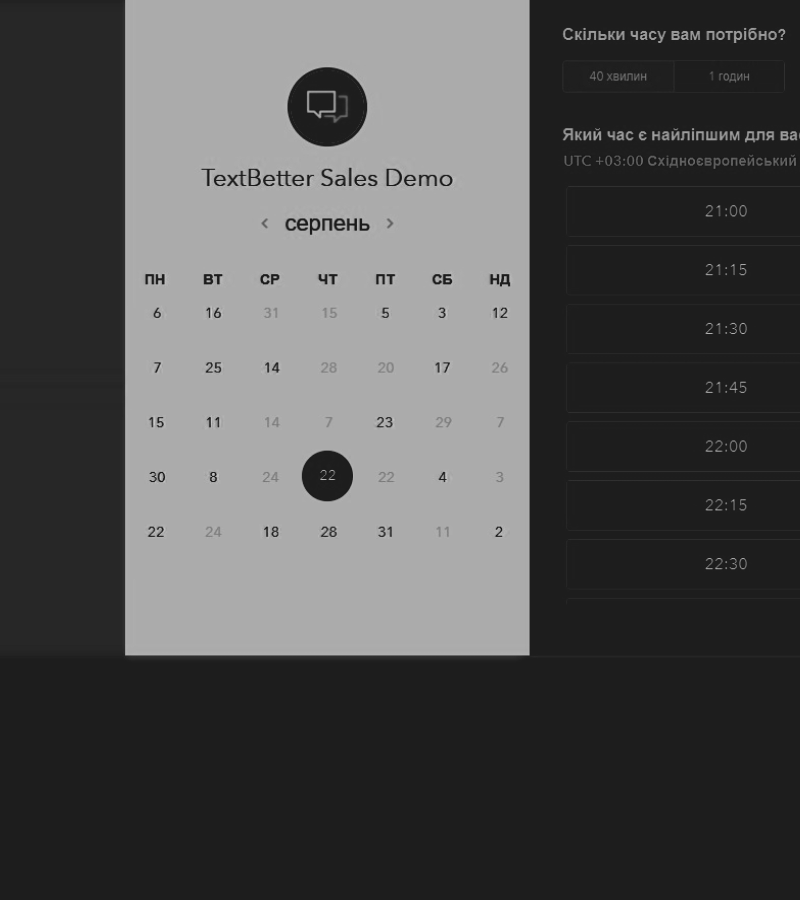 TextBetter Sales Demo
серпень
ПН ВТ СР ЧТ ПТ СБ НД
6 16 31 15 5 3 12
7 25 14 28 20 17 26
15 11 14 7 23 29 7
30 8 24 22 22 4 3
22 24 18 28 31 11 2
Скільки часу вам потрібно?
40 хвилин 1 годин
Який час є найліпшим для
UTC +03:00 Східноєвропейський
21:00
21:15
21:30
21:45
22:00
22:15
22:30